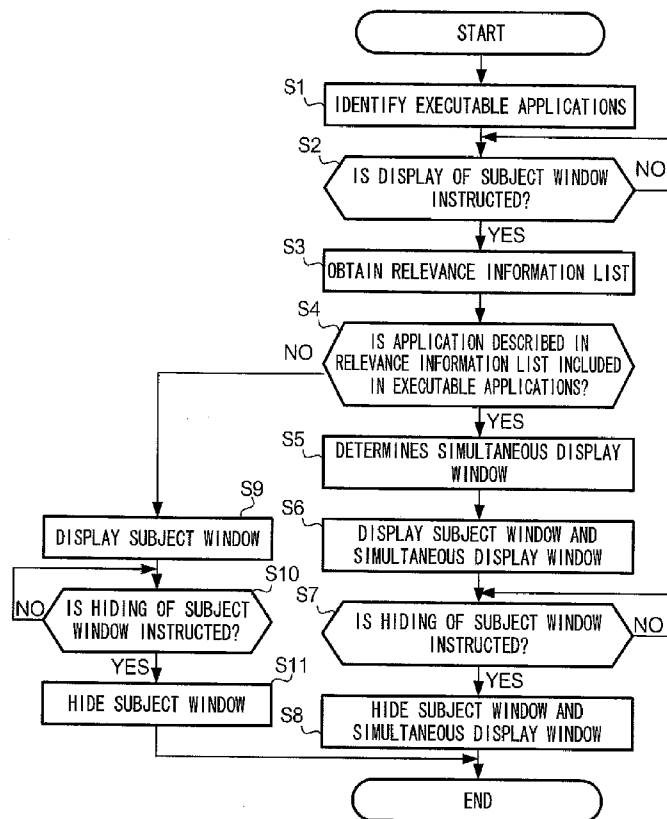 START
S1
IDENTIFY EXECUTABLE APPLICATIONS
S2
IS DISPLAY OF SUBJECT WINDOW
INSTRUCTED?
NO
YES
S3
OBTAIN RELEVANCE INFORMATION LIST
S4
IS APPLICATION DESCRIBED IN
RELEVANCE INFORMATION LIST INCLUDED
IN EXECUTABLE APPLICATIONS?
NO
YES
S5
DETERMINES SIMULTANEOUS DISPLAY
WINDOW
S6
DISPLAY SUBJECT WINDOW AND
SIMULTANEOUS DISPLAY WINDOW
S7
IS HIDING OF SUBJECT WINDOW
INSTRUCTED?
NO
YES
S8
HIDE SUBJECT WINDOW AND
SIMULTANEOUS DISPLAY WINDOW
S9
DISPLAY SUBJECT WINDOW
S10
IS HIDING OF SUBJECT
WINDOW INSTRUCTED?
NO
YES
S11
HIDE SUBJECT WINDOW
END